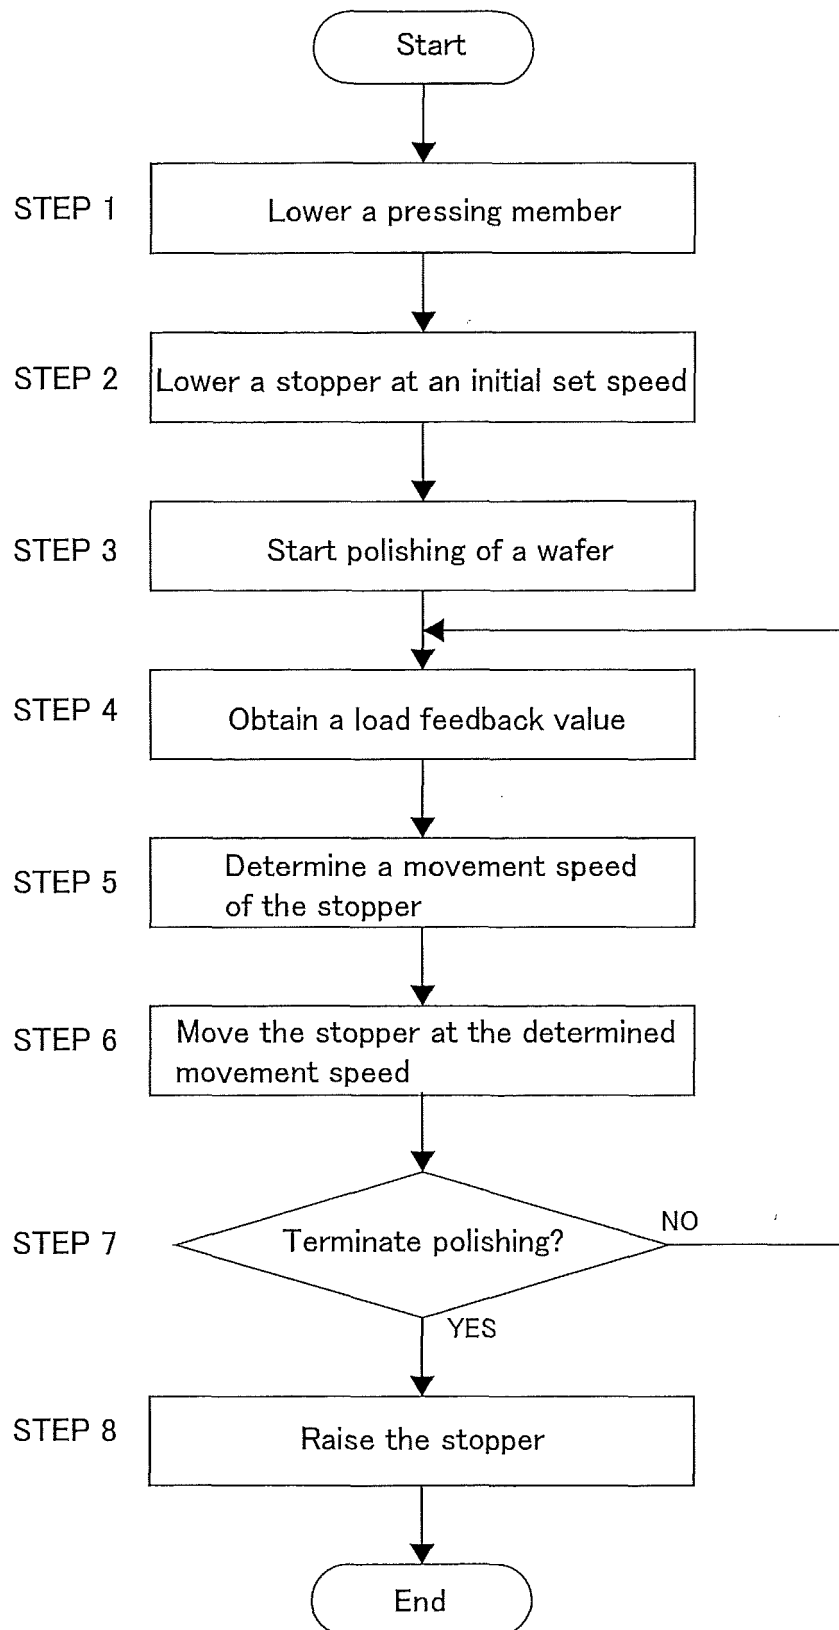 Start
STEP 1
Lower a pressing member
STEP 2
Lower a stopper at an initial set speed
STEP 3
Start polishing of a wafer
STEP 4
Obtain a load feedback value
STEP 5
Determine a movement speed
of the stopper
STEP 6
Move the stopper at the determined
movement speed
STEP 7
Terminate polishing?
NO
YES
STEP 8
Raise the stopper
End